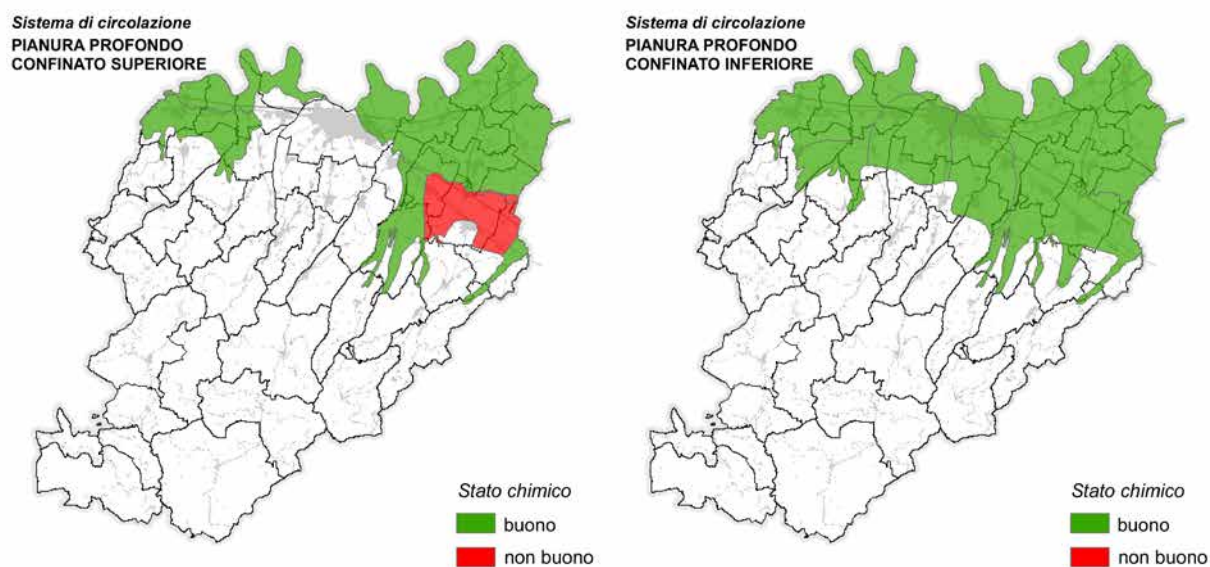 Sistema di circolazione
PIANURA PROFONDO
CONFINATO SUPERIORE
Stato chimico
buono
non buono
Sistema di circolazione
PIANURA PROFONDO
CONFINATO INFERIORE
Stato chimico
buono
non buono